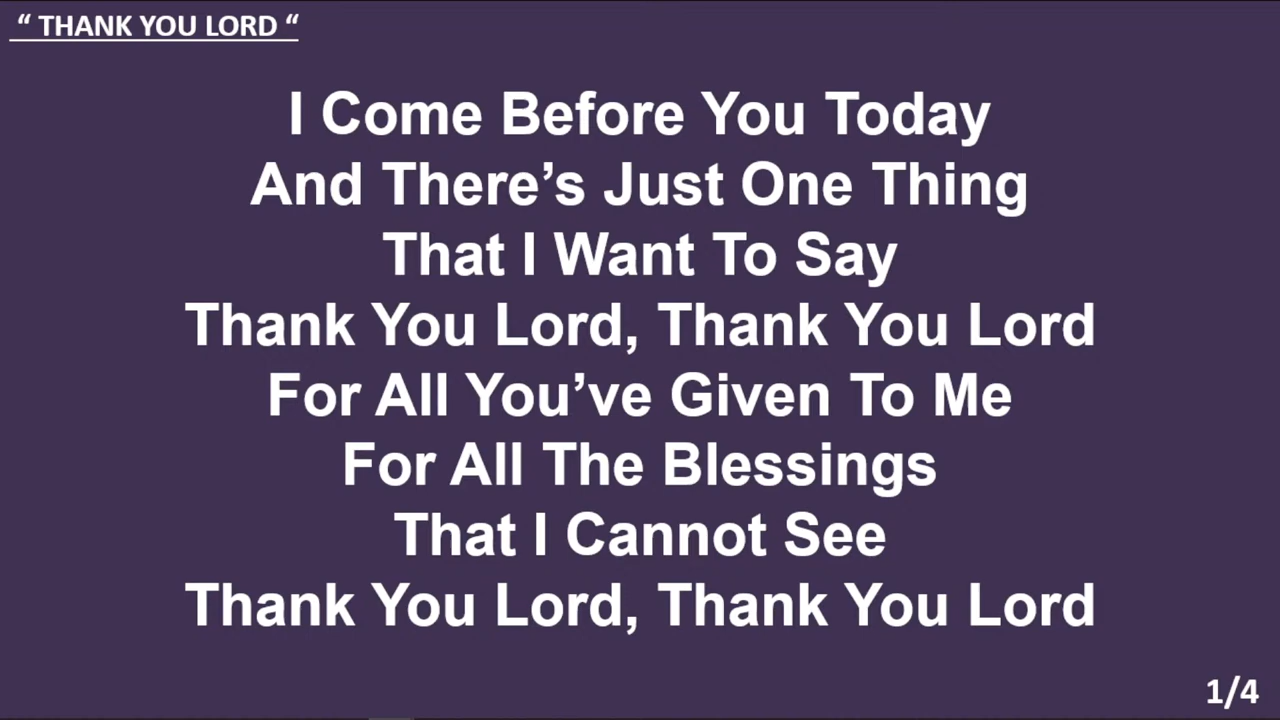 “ THANK YOU LORD “
I Come Before You Today
And There’s Just One Thing
That I Want To Say
Thank You Lord, Thank You Lord
For All You’ve Given To Me
For All The Blessings
That I Cannot See
Thank You Lord, Thank You Lord
1/4